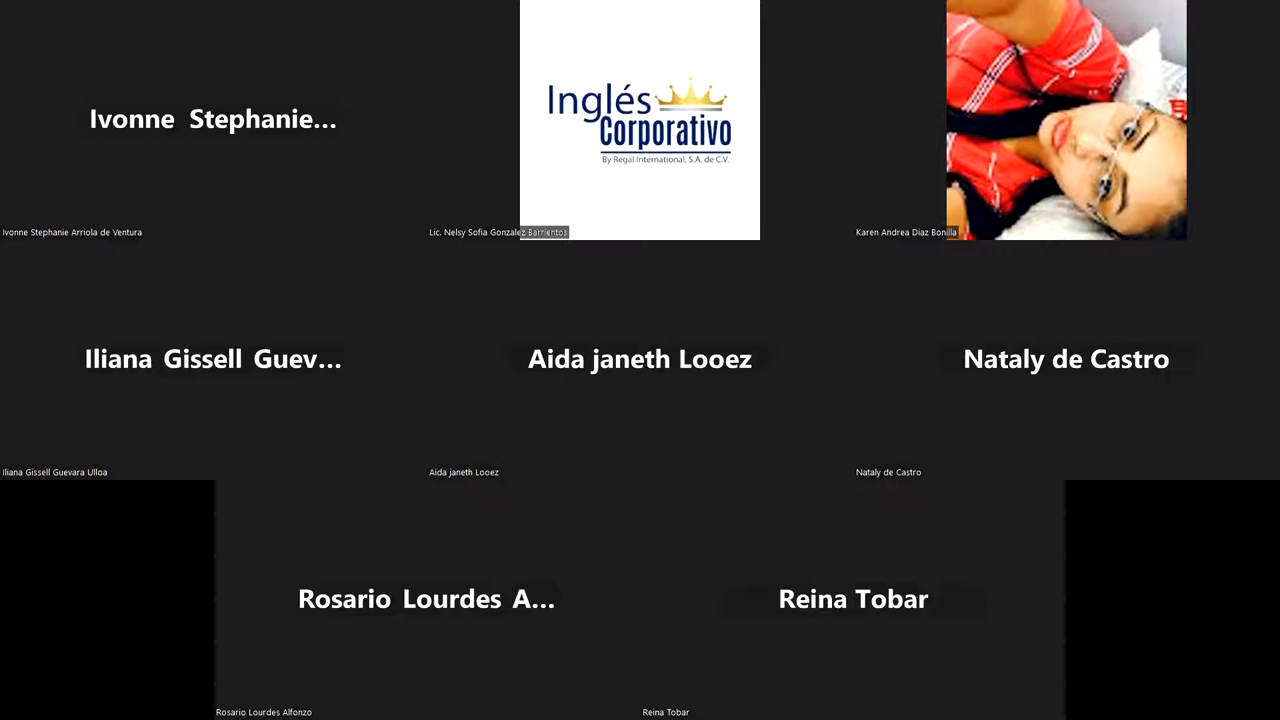 Ivonne Stephanie...
Inglés
Corporativo
By Regal International, S.A. de C.V.
Ivonne Stephanie Arriola de Ventura
Lic. Nelsy Sofia Gonzalez Barrientos
Karen Andrea Diaz Bonilla
Iliana Gissell Guev...
Aida janeth Looez
Nataly de Castro
Iliana Gissell Guevara Ulloa
Aida janeth Looez
Nataly de Castro
Rosario Lourdes A...
Reina Tobar
Rosario Lourdes Alfonzo
Reina Tobar